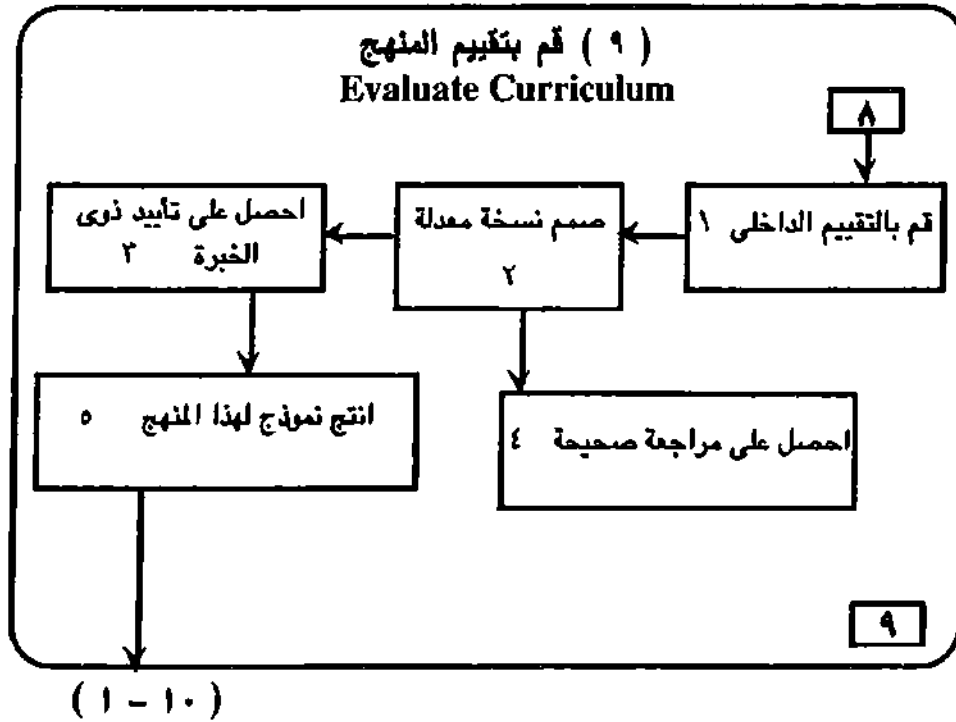 ( ٩ ) قم بتقييم المنهج
Evaluate Curriculum
٨
قم بالتقييم الداخلى ١
صمم نسخة معدلة
٢
احصل على تأييد ذوى
الخبرة ٣
احصل على مراجعة صحيحة ٤
انتج نموذج لهذا المنهج ٥
٩
( ١ - ١٠ )